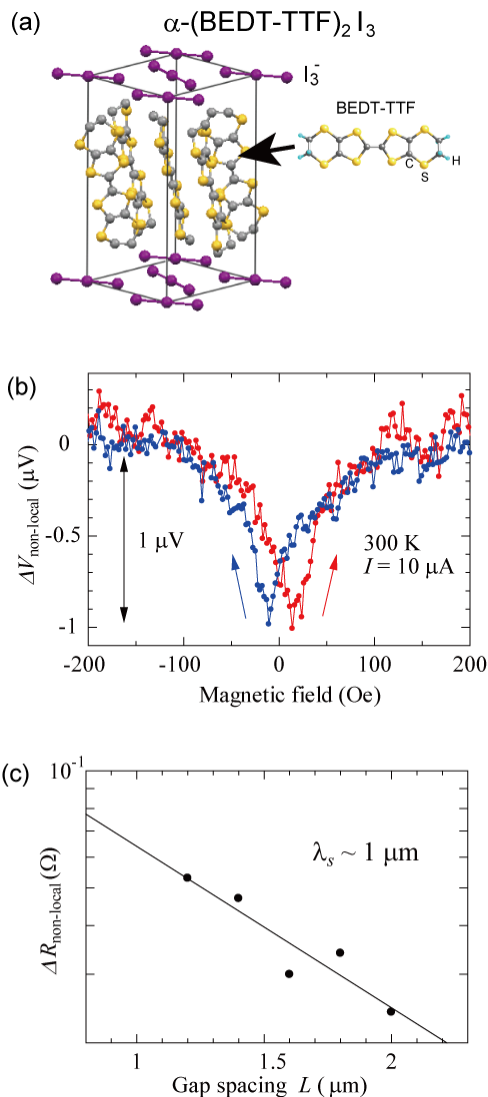 (a)
α-(BEDT-TTF)2 I3
I3-
BEDT-TTF
C
H
S
(b)
ΔVnon-local (μV)
0
-0.5
-1
1 μV
300 K
I = 10 μA
-200
-100
0
100
200
Magnetic field (Oe)
(c)
10-1
ΔRnon-local (Ω)
λs ~ 1 μm
1
1.5
2
Gap spacing L ( μm)